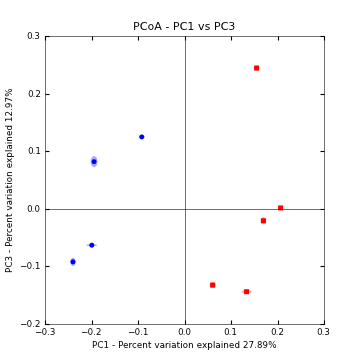 PCoA - PC1 vs PC3
0.3
0.2
0.1
0.0
−0.1
−0.2
PC3 - Percent variation explained 12.97%
−0.3 −0.2 −0.1 0.0 0.1 0.2 0.3
PC1 - Percent variation explained 27.89%